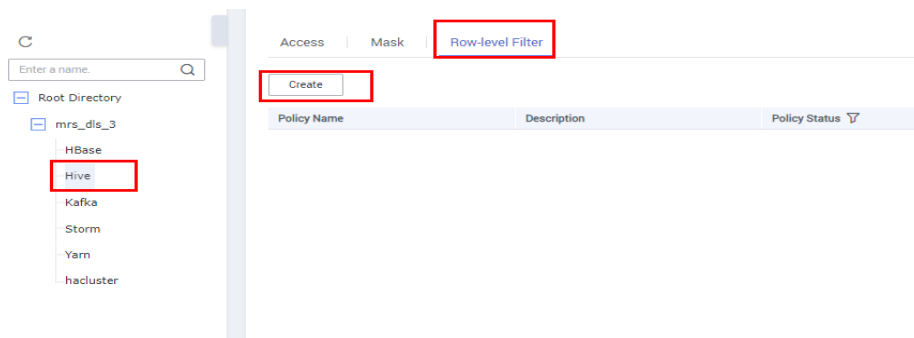 Access Mask Row-level Filter
Enter a name.
Create
Root Directory
Policy Name Description Policy Status
mrs_dls_3
HBase
Hive
Kafka
Storm
Yarn
hacluster